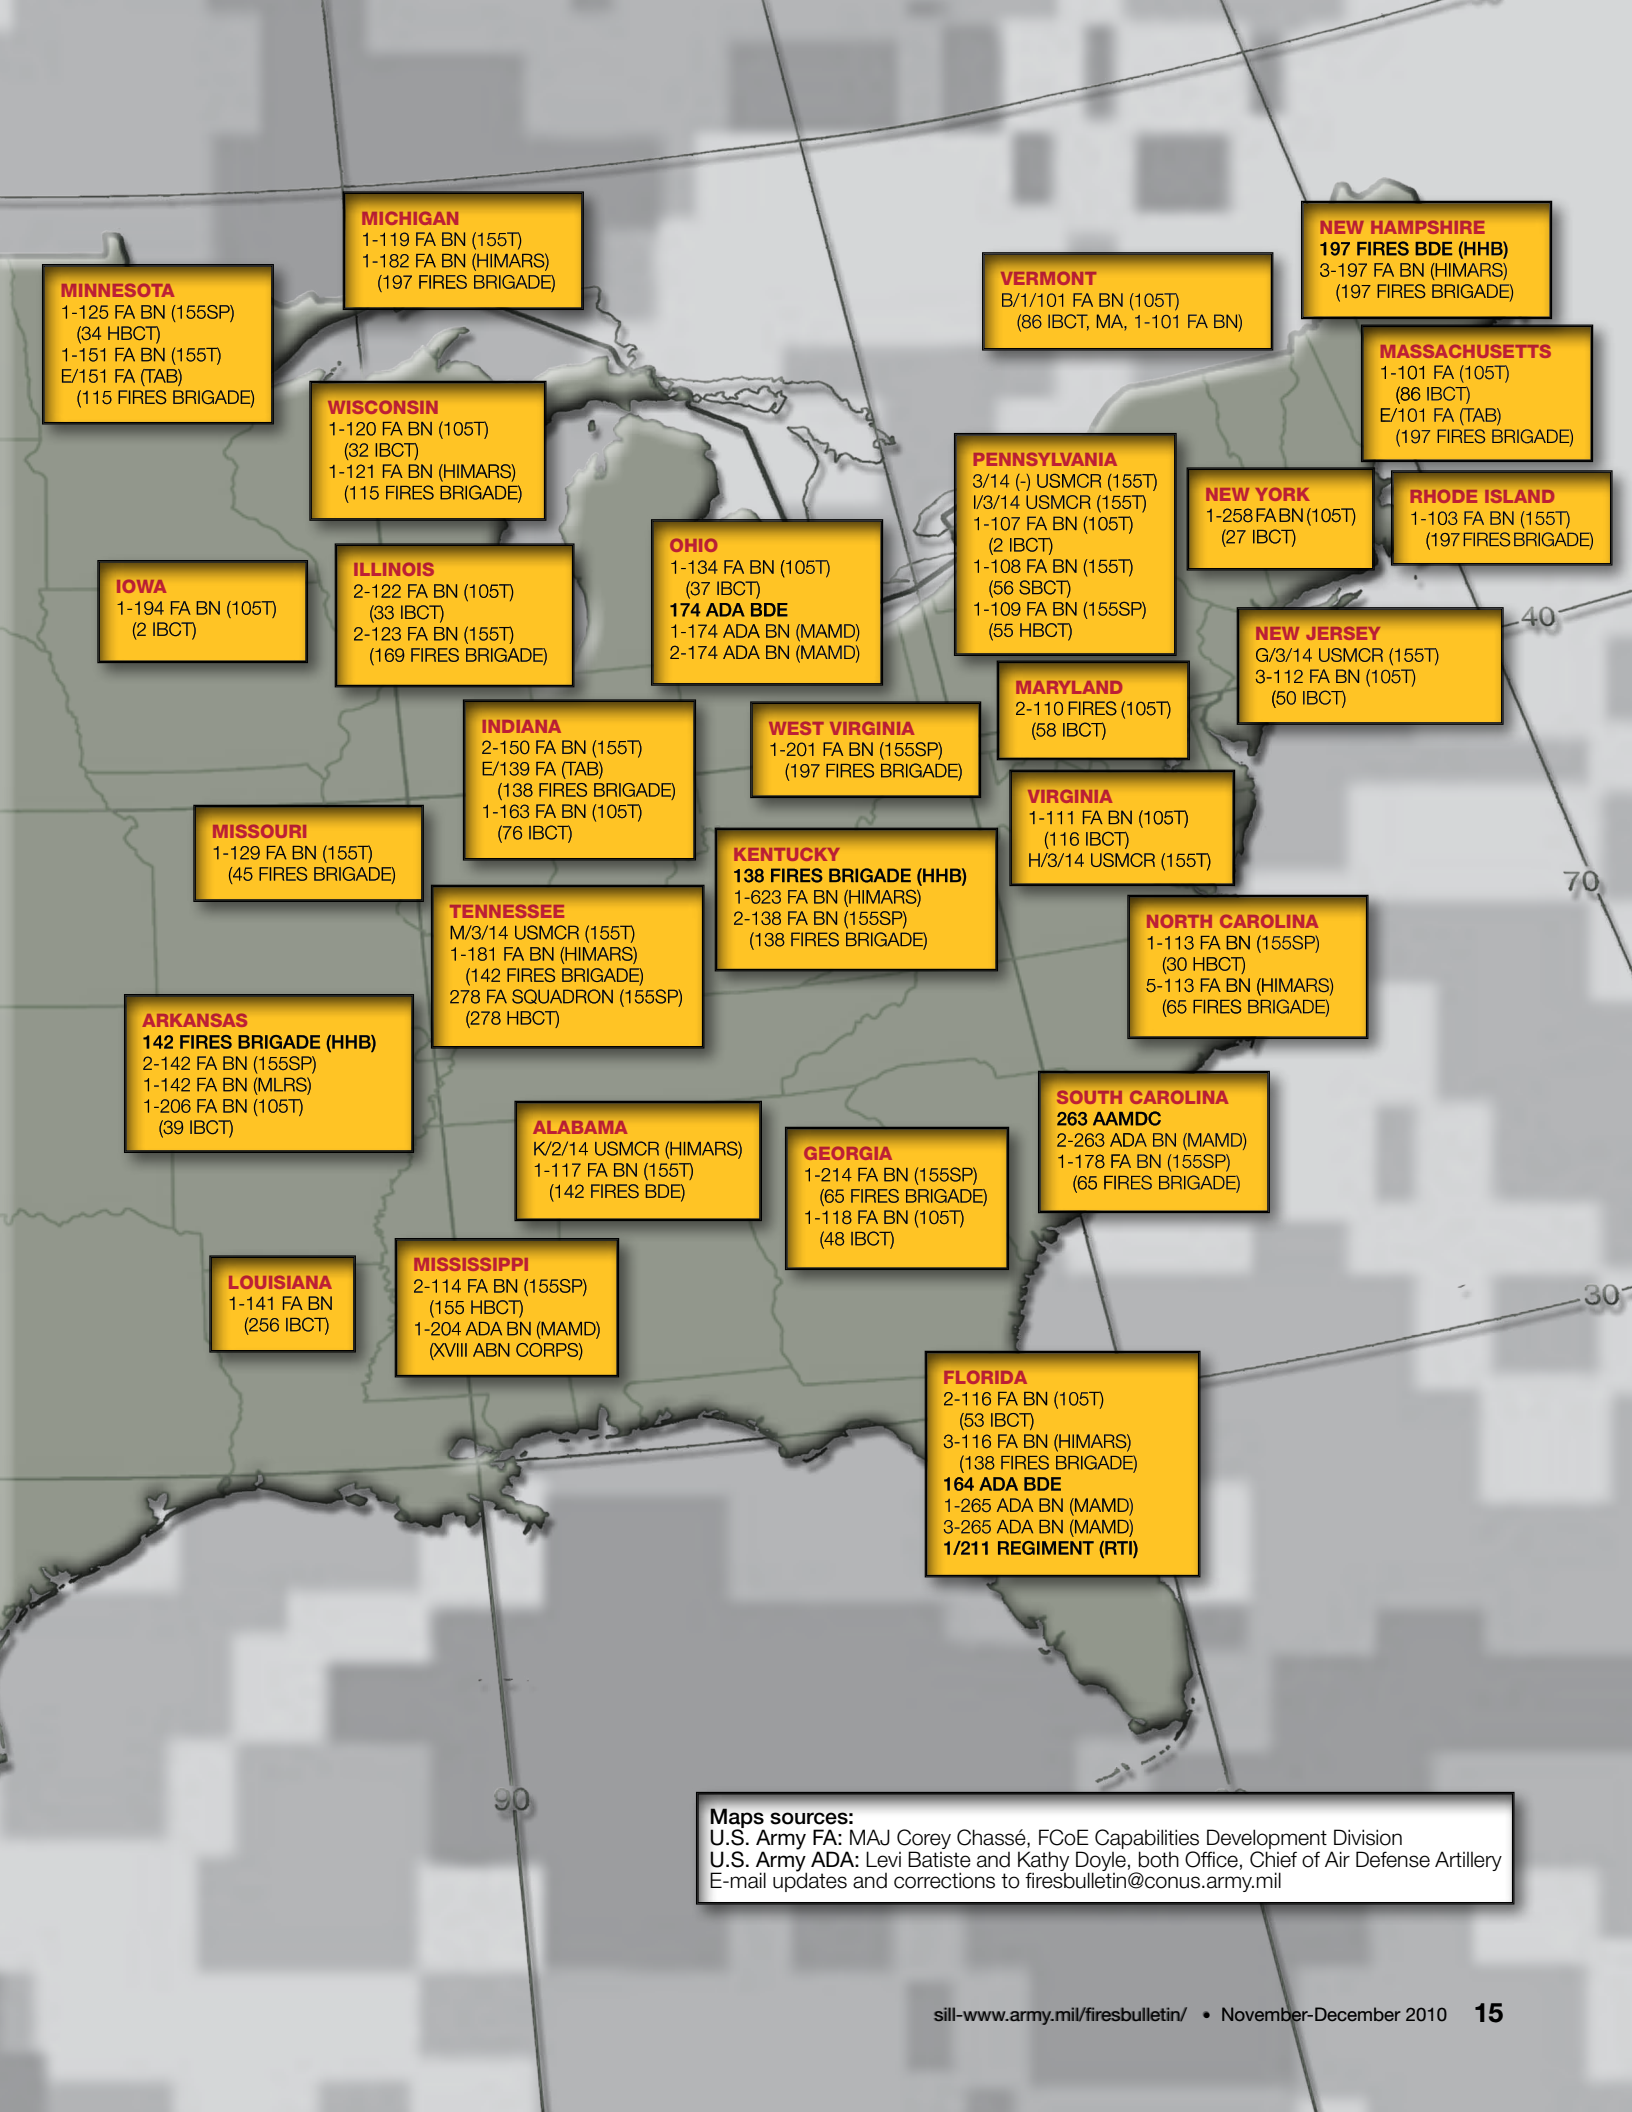 MICHIGAN
1-119 FA BN (155T)
1-182 FA BN (HIMARS)
(197 FIRES BRIGADE)
NEW HAMPSHIRE
197 FIRES BDE (HHB)
3-197 FA BN (HIMARS)
(197 FIRES BRIGADE)
MINNESOTA
1-125 FA BN (155SP)
(34 HBCT)
1-151 FA BN (155T)
E/151 FA (TAB)
(115 FIRES BRIGADE)
VERMONT
B/1/101 FA BN (105T)
(86 IBCT, MA, 1-101 FA BN)
MASSACHUSETTS
1-101 FA (105T)
(86 IBCT)
E/101 FA (TAB)
(197 FIRES BRIGADE)
WISCONSIN
1-120 FA BN (105T)
(32 IBCT)
1-121 FA BN (HIMARS)
(115 FIRES BRIGADE)
PENNSYLVANIA
3/14 (-) USMCR (155T)
I/3/14 USMCR (155T)
1-107 FA BN (105T)
(2 IBCT)
1-108 FA BN (155T)
(56 SBCT)
1-109 FA BN (155SP)
(55 HBCT)
NEW YORK
1-258 FA BN (105T)
(27 IBCT)
RHODE ISLAND
1-103 FA BN (155T)
(197 FIRES BRIGADE)
IOWA
1-194 FA BN (105T)
(2 IBCT)
ILLINOIS
2-122 FA BN (105T)
(33 IBCT)
2-123 FA BN (155T)
(169 FIRES BRIGADE)
OHIO
1-134 FA BN (105T)
(37 IBCT)
174 ADA BDE
1-174 ADA BN (MAMD)
2-174 ADA BN (MAMD)
40
NEW JERSEY
G/3/14 USMCR (155T)
3-112 FA BN (105T)
(50 IBCT)
MARYLAND
2-110 FIRES (105T)
(58 IBCT)
INDIANA
2-150 FA BN (155T)
E/139 FA (TAB)
(138 FIRES BRIGADE)
1-163 FA BN (105T)
(76 IBCT)
WEST VIRGINIA
1-201 FA BN (155SP)
(197 FIRES BRIGADE)
VIRGINIA
1-111 FA BN (105T)
(116 IBCT)
H/3/14 USMCR (155T)
MISSOURI
1-129 FA BN (155T)
(45 FIRES BRIGADE)
KENTUCKY
138 FIRES BRIGADE (HHB)
1-623 FA BN (HIMARS)
2-138 FA BN (155SP)
(138 FIRES BRIGADE)
70
TENNESSEE
M/3/14 USMCR (155T)
1-181 FA BN (HIMARS)
(142 FIRES BRIGADE)
278 FA SQUADRON (155SP)
(278 HBCT)
NORTH CAROLINA
1-113 FA BN (155SP)
(30 HBCT)
5-113 FA BN (HIMARS)
(65 FIRES BRIGADE)
ARKANSAS
142 FIRES BRIGADE (HHB)
2-142 FA BN (155SP)
1-142 FA BN (MLRS)
1-206 FA BN (105T)
(39 IBCT)
SOUTH CAROLINA
263 AAMDC
2-263 ADA BN (MAMD)
1-178 FA BN (155SP)
(65 FIRES BRIGADE)
ALABAMA
K/2/14 USMCR (HIMARS)
1-117 FA BN (155T)
(142 FIRES BDE)
GEORGIA
1-214 FA BN (155SP)
(65 FIRES BRIGADE)
1-118 FA BN (105T)
(48 IBCT)
LOUISIANA
1-141 FA BN
(256 IBCT)
MISSISSIPPI
2-114 FA BN (155SP)
(155 HBCT)
1-204 ADA BN (MAMD)
(XVIII ABN CORPS)
30
FLORIDA
2-116 FA BN (105T)
(53 IBCT)
3-116 FA BN (HIMARS)
(138 FIRES BRIGADE)
164 ADA BDE
1-265 ADA BN (MAMD)
3-265 ADA BN (MAMD)
1/211 REGIMENT (RTI)
90
Maps sources:
U.S. Army FA: MAJ Corey Chassé, FCoE Capabilities Development Division
U.S. Army ADA: Levi Batiste and Kathy Doyle, both Office, Chief of Air Defense Artillery
E-mail updates and corrections to firesbulletin@conus.army.mil
sill-www.army.mil/firesbulletin/ • November-December 2010 15